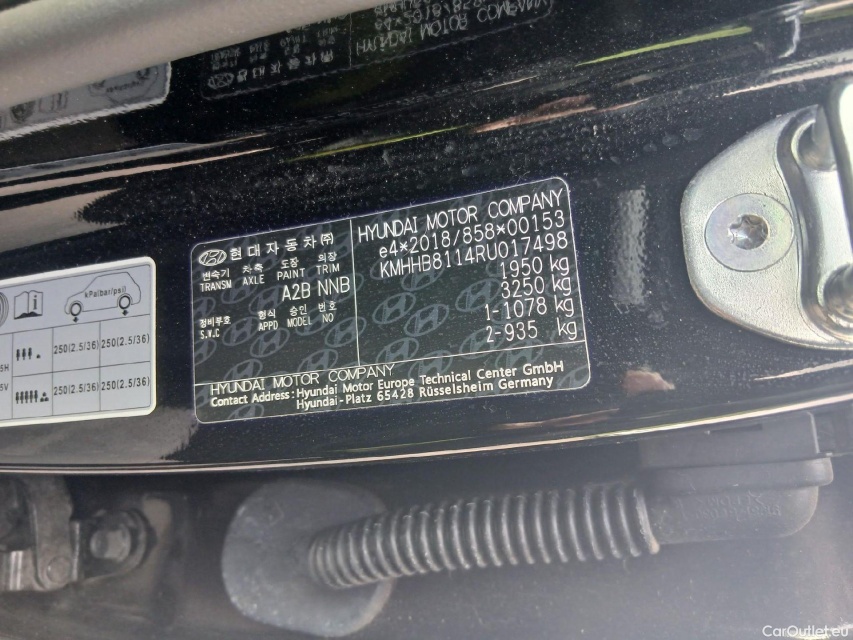 현대자동차㈜
변속기 차축 도장 외장
TRANSM AXLE PAINT TRIM
A2B NNB
정비부호 형식 승인 번호
S.V.C APPD MODEL NO
HYUNDAI MOTOR COMPANY
e4*2018/858*00153
KMHHB8114RU017498
1950 kg
3250 kg
1-1078 kg
2-935 kg
HYUNDAI MOTOR COMPANY
Contact Address : Hyundai Motor Europe Technical Center GmbH
Hyundai-Platz 65428 Rüsselsheim Germany
kPa(bar/psi)
250(2.5/36) 250(2.5/36)
250(2.5/36) 250(2.5/36)
CarOutlet.eu